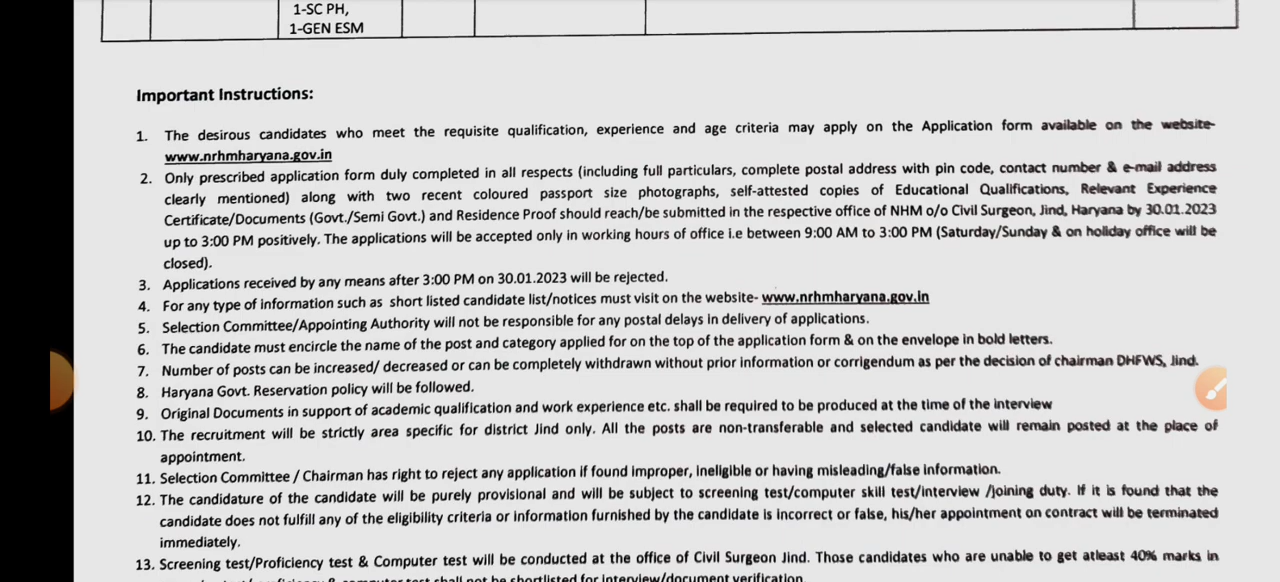 1-SC PH,
1-GEN ESM
Important Instructions:
1. The desirous candidates who meet the requisite qualification, experience and age criteria may apply on the Application form available on the website-
www.nrhmharyana.gov.in
2. Only prescribed application form duly completed in all respects (including full particulars, complete postal address with pin code, contact number & e-mail address
clearly mentioned) along with two recent coloured passport size photographs, self-attested copies of Educational Qualifications, Relevant Experience
Certificate/Documents (Govt./Semi Govt.) and Residence Proof should reach/be submitted in the respective office of NHM o/o Civil Surgeon, Jind, Haryana by 30.01.2023
up to 3:00 PM positively. The applications will be accepted only in working hours of office i.e between 9:00 AM to 3:00 PM (Saturday/Sunday & on holiday office will be
closed).
3. Applications received by any means after 3:00 PM on 30.01.2023 will be rejected.
4. For any type of information such as short listed candidate list/notices must visit on the website- www.nrhmharyana.gov.in
5. Selection Committee/Appointing Authority will not be responsible for any postal delays in delivery of applications.
6. The candidate must encircle the name of the post and category applied for on the top of the application form & on the envelope in bold letters.
7. Number of posts can be increased/ decreased or can be completely withdrawn without prior information or corrigendum as per the decision of chairman DHFWS, Jind.
8. Haryana Govt. Reservation policy will be followed.
9. Original Documents in support of academic qualification and work experience etc. shall be required to be produced at the time of the interview
10. The recruitment will be strictly area specific for district Jind only. All the posts are non-transferable and selected candidate will remain posted at the place of
appointment.
11. Selection Committee / Chairman has right to reject any application if found improper, ineligible or having misleading/false information.
12. The candidature of the candidate will be purely provisional and will be subject to screening test/computer skill test/interview /joining duty. If it is found that the
candidate does not fulfill any of the eligibility criteria or information furnished by the candidate is incorrect or false, his/her appointment on contract will be terminated
immediately.
13. Screening test/Proficiency test & Computer test will be conducted at the office of Civil Surgeon Jind. Those candidates who are unable to get atleast 40% marks in
computer test shall not be shortlisted for interview/document verification.